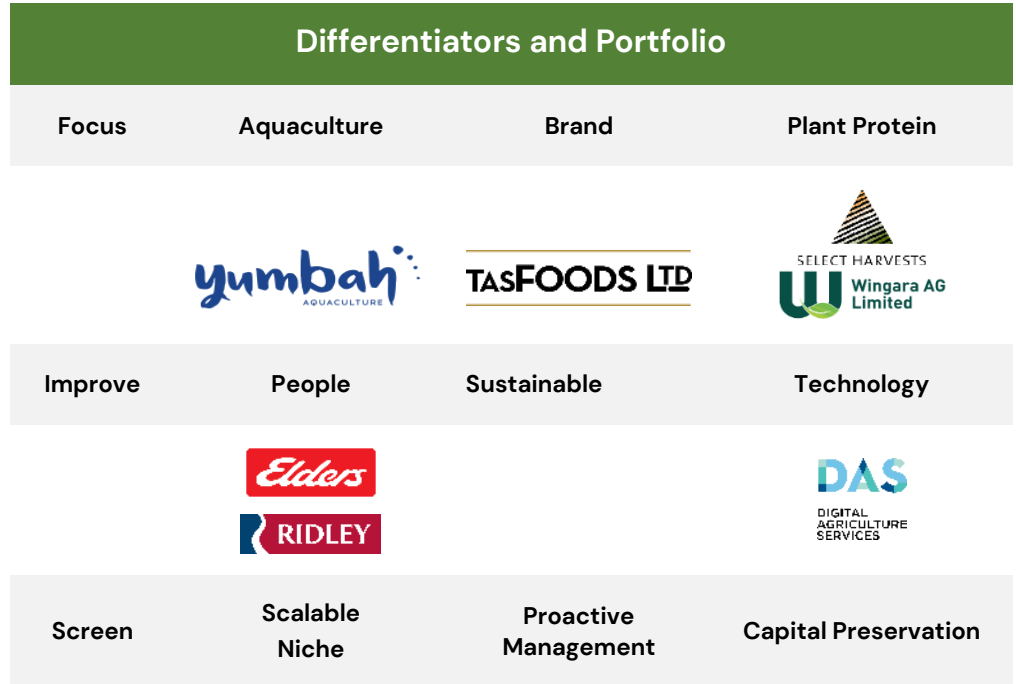 Differentiators and Portfolio
Focus
Aquaculture
Brand
Plant Protein
yumbah
AQUACULTURE
TASFOODS LTD
SELECT HARVESTS
Wingara AG
Limited
Improve
People
Sustainable
Technology
Elders
RIDLEY
DAS
DIGITAL
AGRICULTURE
SERVICES
Screen
Scalable
Niche
Proactive
Management
Capital Preservation